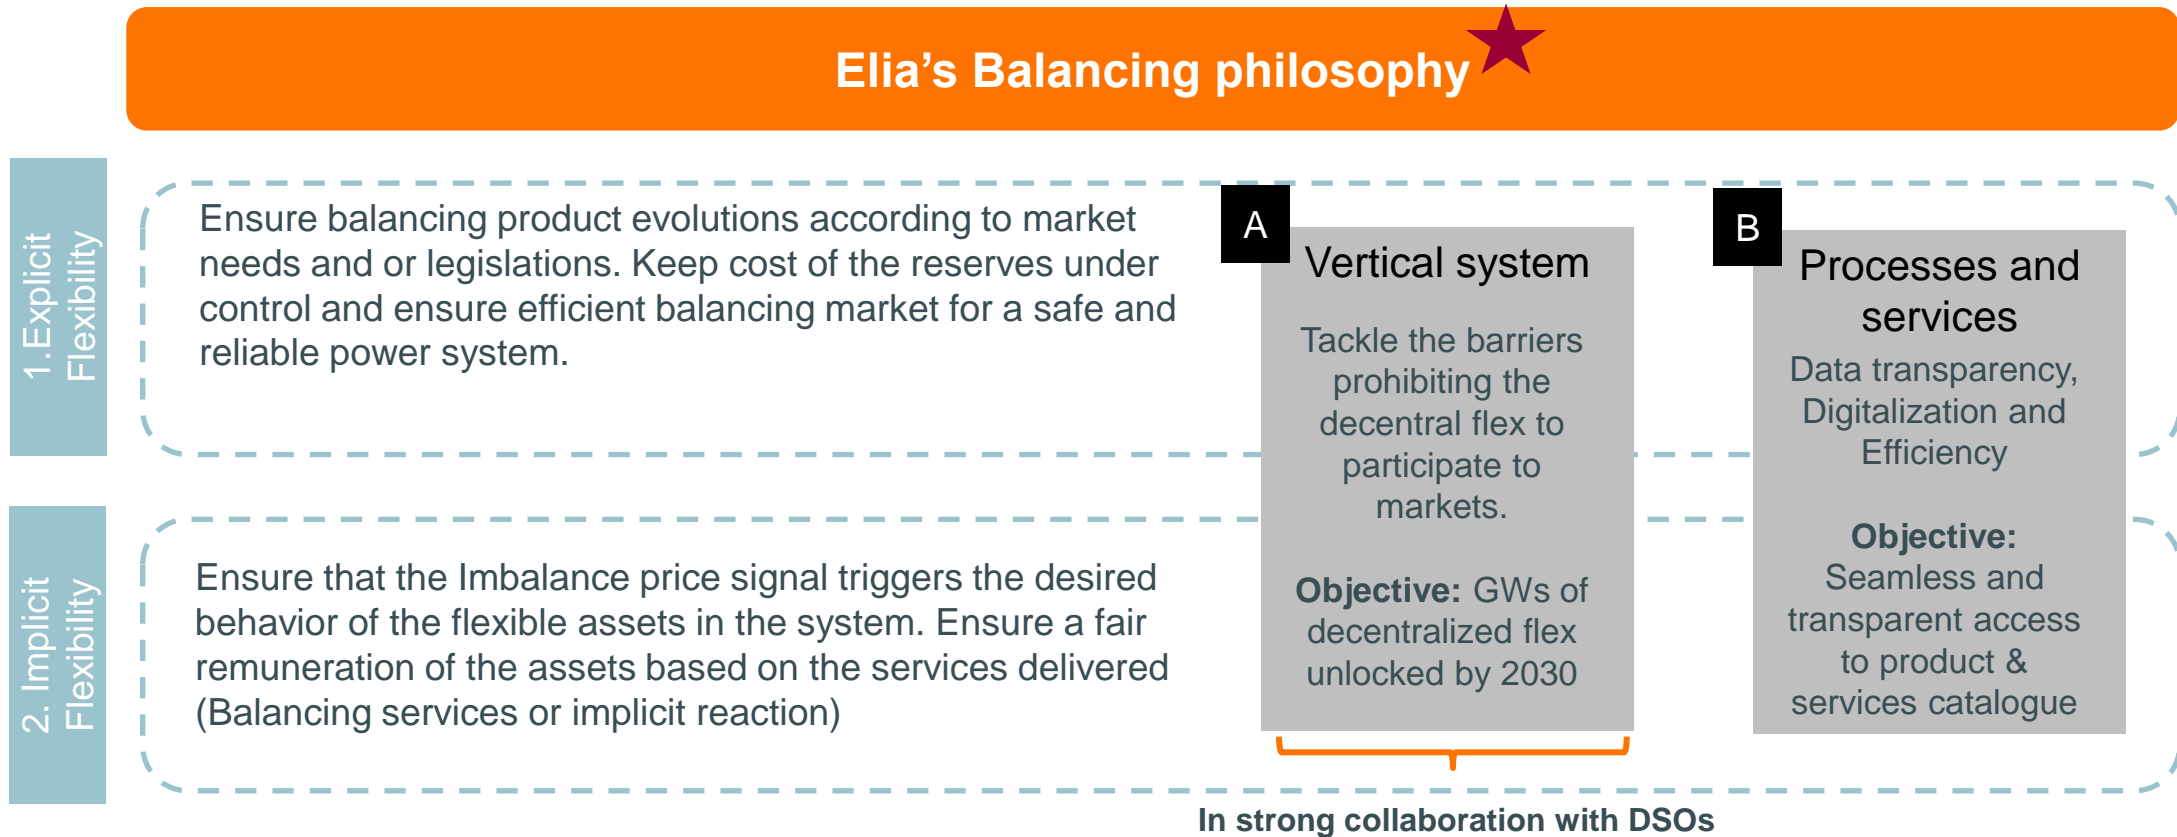 Elia’s Balancing philosophy
1.Explicit
Flexibility
Ensure balancing product evolutions according to market
needs and or legislations. Keep cost of the reserves under
control and ensure efficient balancing market for a safe and
reliable power system.
2. Implicit
Flexibility
Ensure that the Imbalance price signal triggers the desired
behavior of the flexible assets in the system. Ensure a fair
remuneration of the assets based on the services delivered
(Balancing services or implicit reaction)
A
Vertical system
Tackle the barriers
prohibiting the
decentral flex to
participate to
markets.
Objective: GWs of
decentralized flex
unlocked by 2030
B
Processes and
services
Data transparency,
Digitalization and
Efficiency
Objective:
Seamless and
transparent access
to product &
services catalogue
In strong collaboration with DSOs